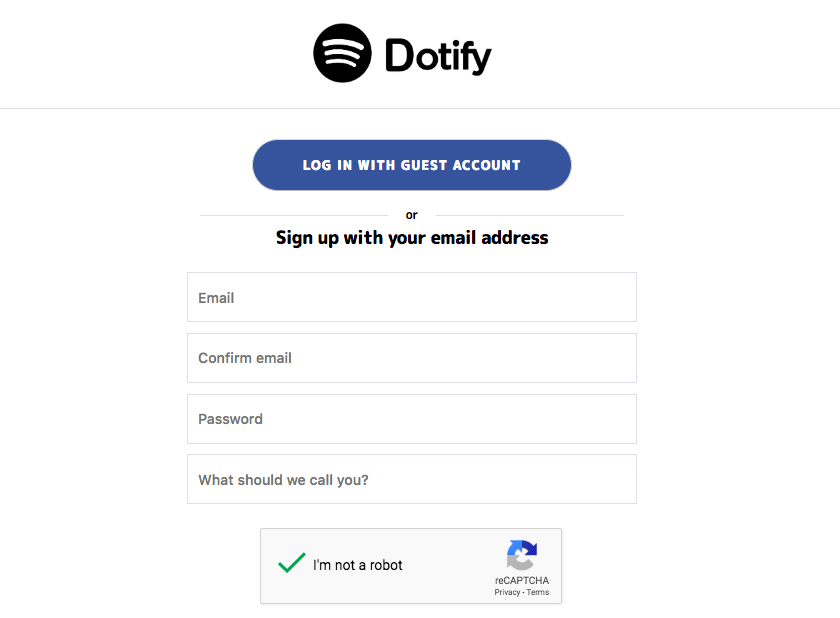 Dotify
LOG IN WITH GUEST ACCOUNT
or
Sign up with your email address
Email
Confirm email
Password
What should we call you?
I'm not a robot
reCAPTCHA
Privacy - Terms